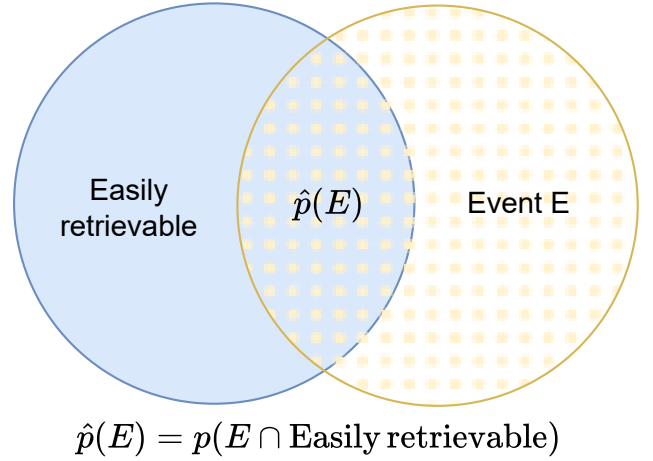 Easily
retrievable
p̂(E)
Event E
p̂(E) = p(E ∩ Easily retrievable)